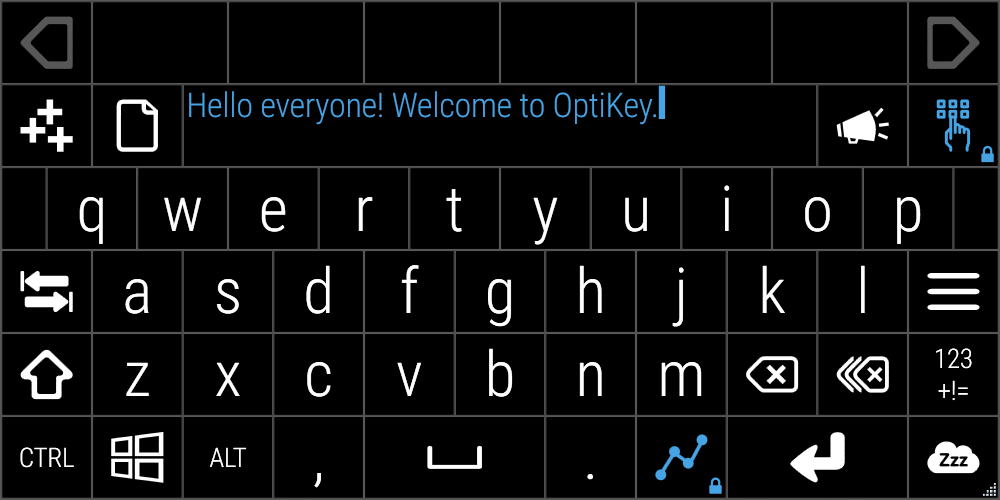 Hello everyone! Welcome to OptiKey.
q w e r t y u i o p
a s d f g h j k l
z x c v b n m 123
+!=
CTRL ALT , . Zzz